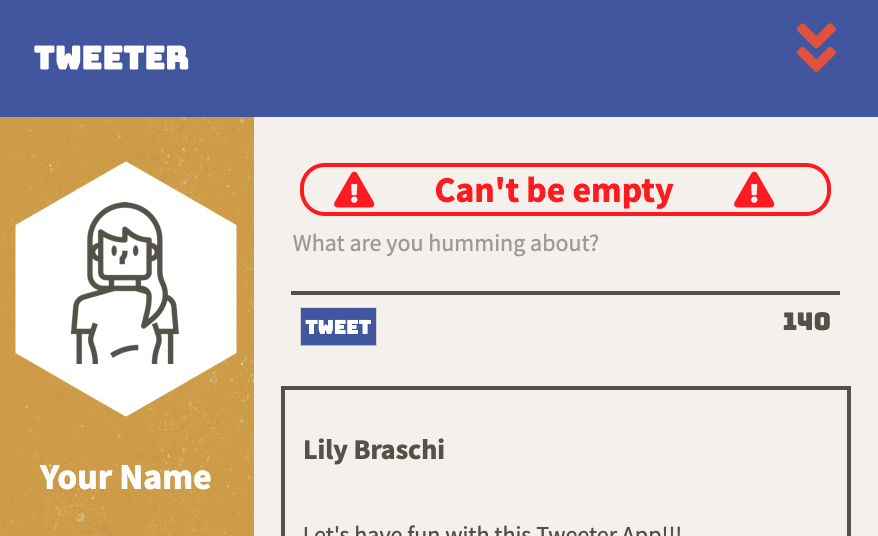 TWEETER
Can't be empty
What are you humming about?
TWEET
140
Your Name
Lily Braschi
Let's have fun with this Tweeter App!!!